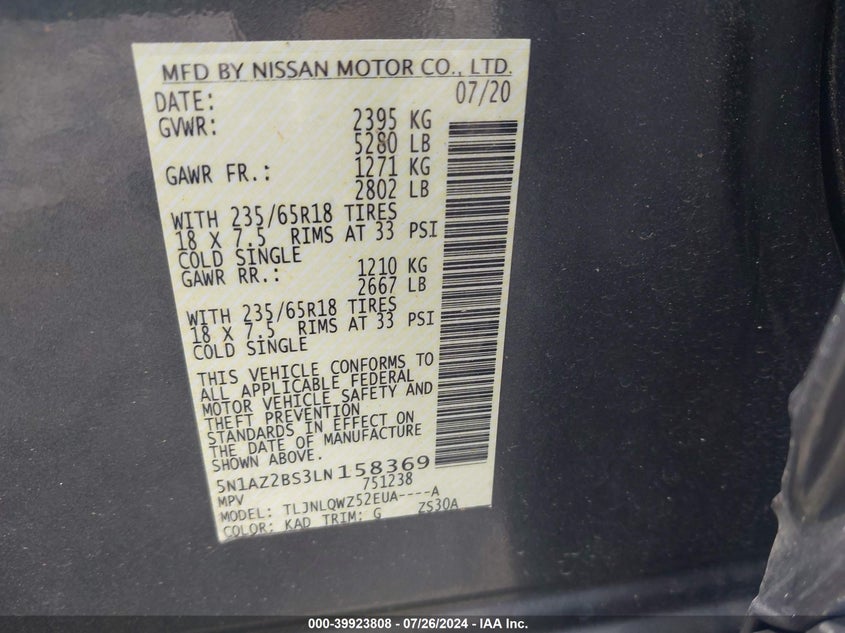 MFD BY NISSAN MOTOR CO., LTD.
DATE: 07/20
GVWR: 2395 KG
5280 LB
GAWR FR.: 1271 KG
2802 LB
WITH 235/65R18 TIRES
18 X 7.5 RIMS AT 33 PSI
COLD SINGLE
GAWR RR.: 1210 KG
2667 LB
WITH 235/65R18 TIRES
18 X 7.5 RIMS AT 33 PSI
COLD SINGLE
THIS VEHICLE CONFORMS TO
ALL APPLICABLE FEDERAL
MOTOR VEHICLE SAFETY AND
THEFT PREVENTION
STANDARDS IN EFFECT ON
THE DATE OF MANUFACTURE
SHOWN ABOVE.
5N1AZ2BS3LN158369
MPV 751238
MODEL: TLJNLQWZ52EUA----A
COLOR: KAD TRIM: G ZS30A
000-39923808 - 07/26/2024 - IAA Inc.